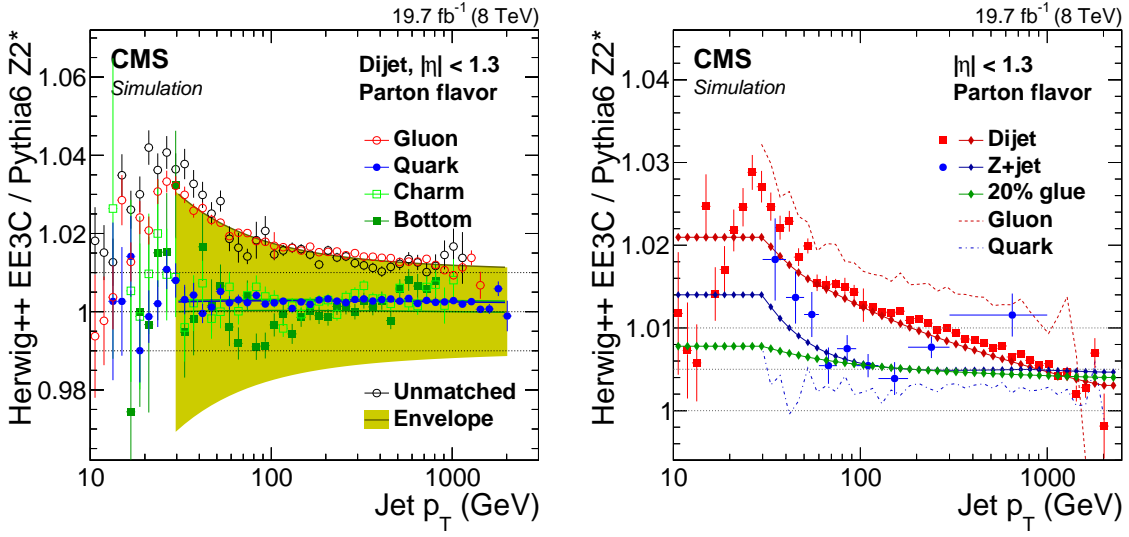 19.7 fb⁻¹ (8 TeV)
CMS
Simulation
Dijet, |η| < 1.3
Parton flavor
Gluon
Quark
Charm
Bottom
Unmatched
Envelope
Herwig++ EE3C / Pythia6 Z2*
1.06
1.04
1.02
1
0.98
10
100
1000
Jet p_T (GeV)
19.7 fb⁻¹ (8 TeV)
CMS
Simulation
|η| < 1.3
Parton flavor
Dijet
Z+jet
20% glue
Gluon
Quark
Herwig++ EE3C / Pythia6 Z2*
1.04
1.03
1.02
1.01
1
10
100
1000
Jet p_T (GeV)